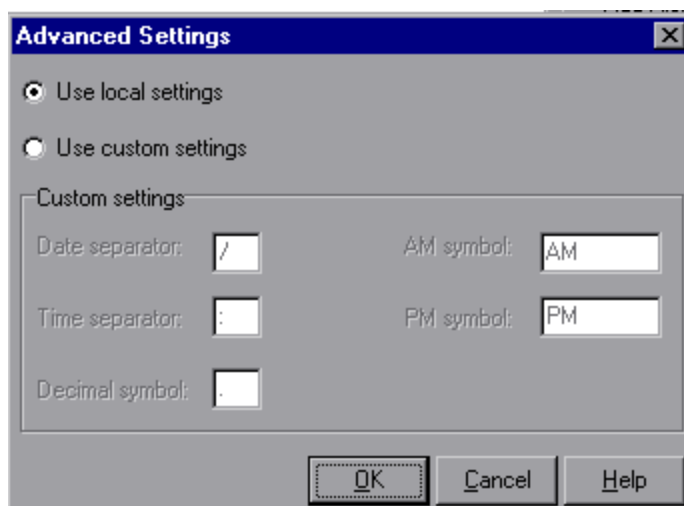 Advanced Settings
Use local settings
Use custom settings
Custom settings
Date separator: / AM symbol: AM
Time separator: : PM symbol: PM
Decimal symbol: .
OK Cancel Help